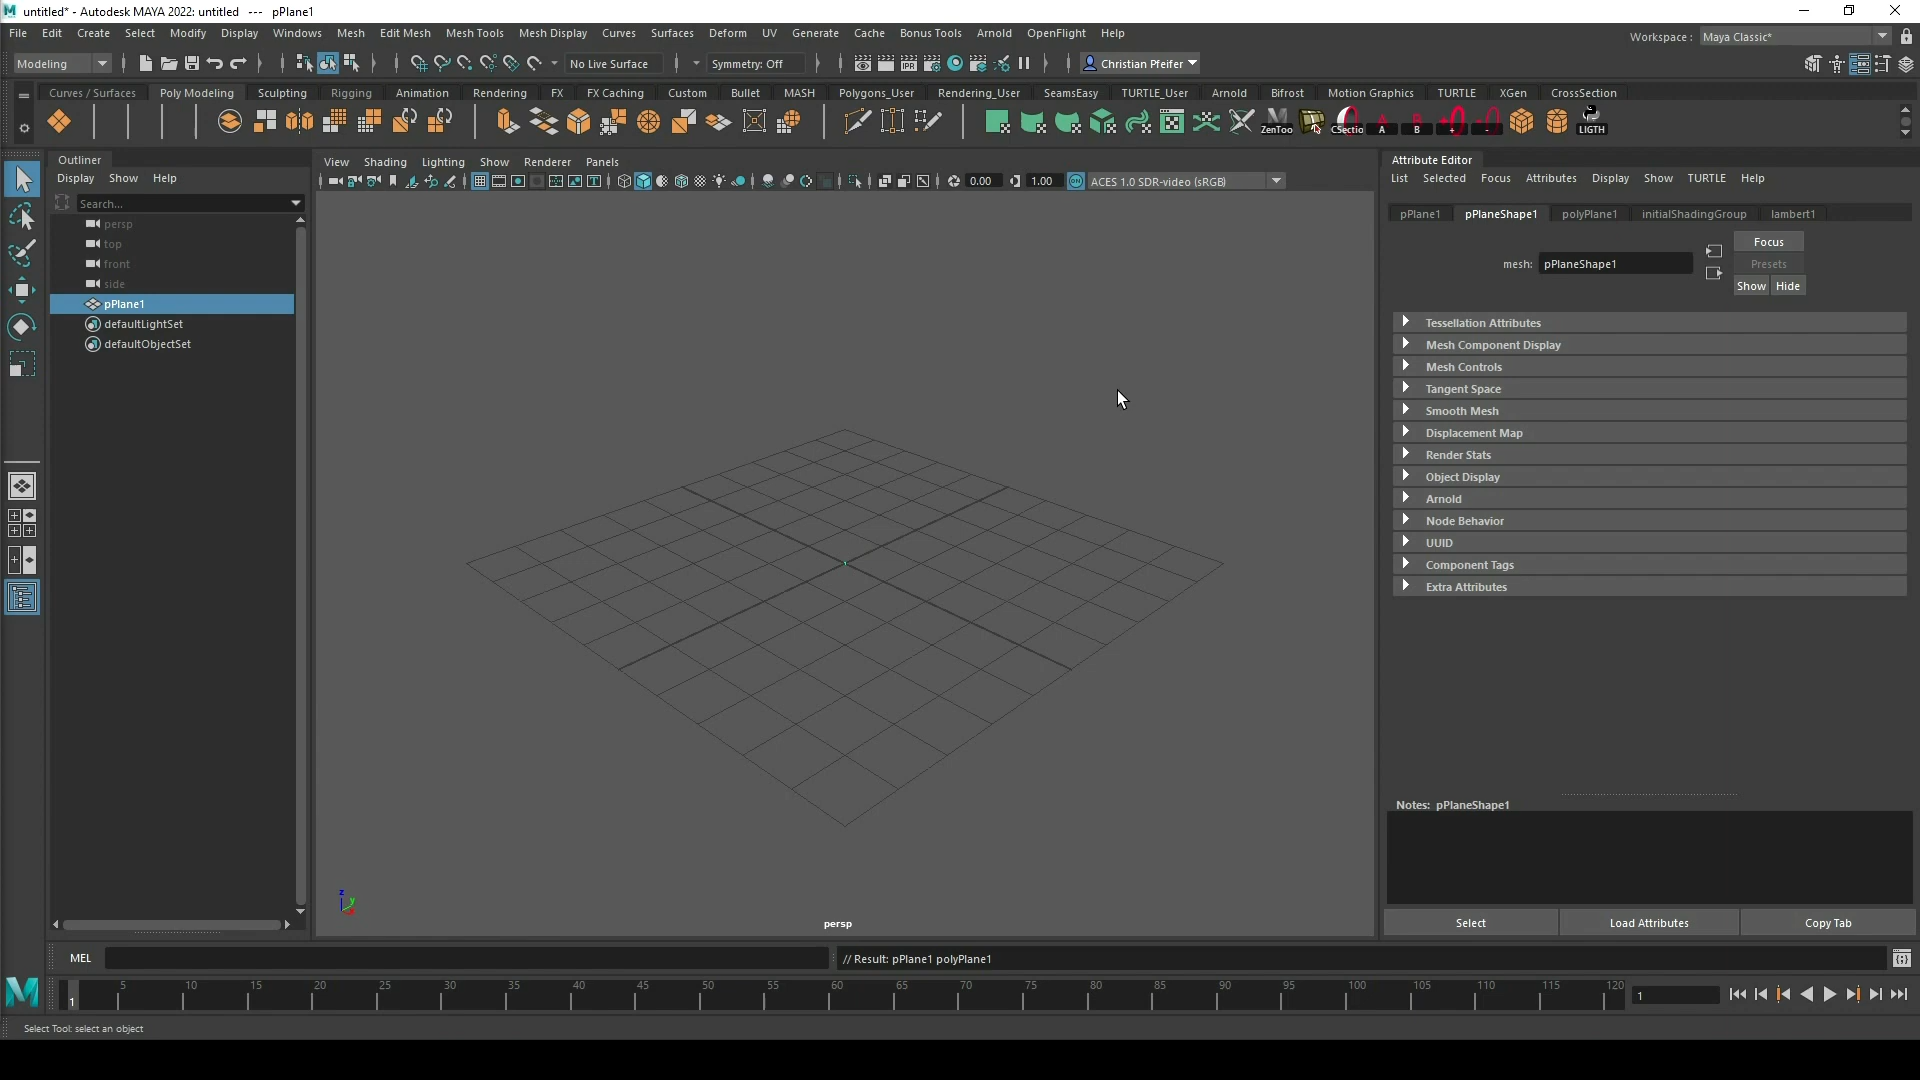 untitled* - Autodesk MAYA 2022: untitled --- pPlane1
File Edit Create Select Modify Display Windows Mesh Edit Mesh Mesh Tools Mesh Display Curves Surfaces Deform UV Generate Cache Bonus Tools Arnold OpenFlight Help
Workspace : Maya Classic*
Modeling No Live Surface Symmetry: Off IPR Christian Pfeifer
Curves / Surfaces Poly Modeling Sculpting Rigging Animation Rendering FX FX Caching Custom Bullet MASH Polygons_User Rendering_User SeamsEasy TURTLE_User Arnold Bifrost Motion Graphics TURTLE XGen CrossSection
ZenToo CSectio A B + - LIGTH
Outliner
Display Show Help
Search...
persp
top
front
side
pPlane1
defaultLightSet
defaultObjectSet
View Shading Lighting Show Renderer Panels
0.00 1.00 ON ACES 1.0 SDR-video (sRGB)
z
y
x
persp
Attribute Editor
List Selected Focus Attributes Display Show TURTLE Help
pPlane1 pPlaneShape1 polyPlane1 initialShadingGroup lambert1
mesh: pPlaneShape1
Focus
Presets
Show Hide
Tessellation Attributes
Mesh Component Display
Mesh Controls
Tangent Space
Smooth Mesh
Displacement Map
Render Stats
Object Display
Arnold
Node Behavior
UUID
Component Tags
Extra Attributes
Notes: pPlaneShape1
Select Load Attributes Copy Tab
MEL // Result: pPlane1 polyPlane1
1 5 10 15 20 25 30 35 40 45 50 55 60 65 70 75 80 85 90 95 100 105 110 115 120 1
Select Tool: select an object